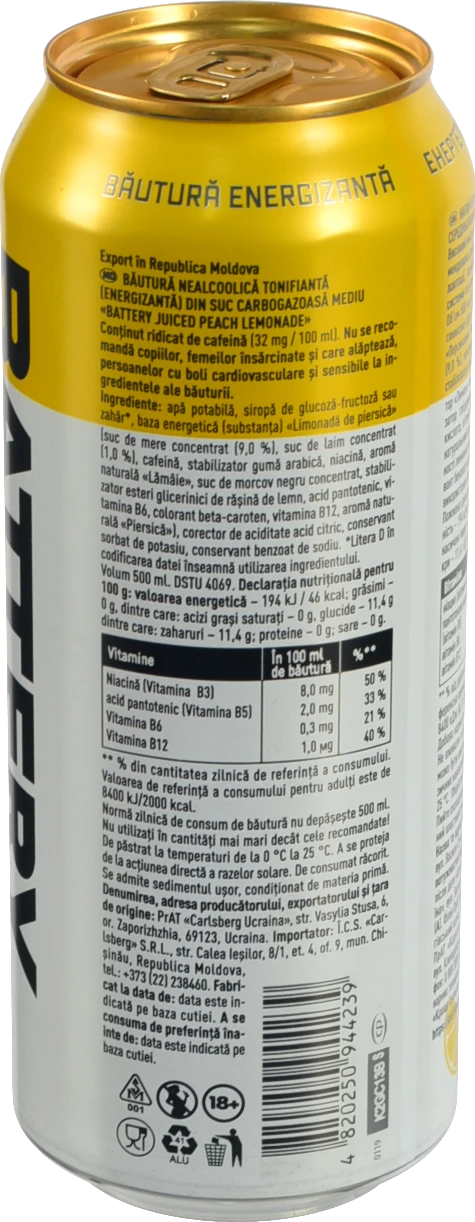 BĂUTURĂ ENERGIZANTĂ
Export în Republica Moldova
MD BĂUTURĂ NEALCOOLICĂ TONIFIANTĂ
(ENERGIZANTĂ) DIN SUC CARBOGAZOASĂ MEDIU
«BATTERY JUICED PEACH LEMONADE»
Conținut ridicat de cafeină (32 mg / 100 ml). Nu se reco-
mandă copiilor, femeilor însărcinate și care alăptează,
persoanelor cu boli cardiovasculare și sensibile la in-
gredientele ale băuturii.
Ingrediente: apă potabilă, siropă de glucoză-fructoză sau
zahăr*, baza energetică (substanța) «Limonadă de piersică»
(suc de mere concentrat (9,0 %), suc de laim concentrat
(1,0 %), cafeină, stabilizator gumă arabică, niacină, aromă
naturală «Lămâie», suc de morcov negru concentrat, stabili-
zator esteri glicerinici de rășină de lemn, acid pantotenic, vi-
tamina B6, colorant beta-caroten, vitamina B12, aromă natu-
rală «Piersică»), corector de aciditate acid citric, conservant
sorbat de potasiu, conservant benzoat de sodiu. *Litera D în
codificarea datei înseamnă utilizarea ingredientului.
Volum 500 ml. DSTU 4069. Declarația nutrițională pentru
100 g: valoarea energetică – 194 kJ / 46 kcal; grăsimi –
0 g, dintre care: acizi grași saturați – 0 g, glucide – 11,4 g
dintre care: zaharuri – 11,4 g; proteine – 0 g; sare – 0 g.
Vitamine În 100 ml de băutură %**
Niacină (Vitamina B3) 8,0 mg 50 %
acid pantotenic (Vitamina B5) 2,0 mg 33 %
Vitamina B6 0,3 mg 21 %
Vitamina B12 1,0 мg 40 %
** % din cantitatea zilnică de referință a consumului.
Valoarea de referință a consumului pentru adulți este de
8400 kJ/2000 kcal.
Normă zilnică de consum de băutură nu depășește 500 ml.
Nu utilizați în cantități mai mari decât cele recomandate!
De păstrat la temperaturi de la 0 °C la 25 °C. A se proteja
de la acțiunea directă a razelor solare. De consumat răcorit.
Se admite sedimentul ușor, condiționat de materia primă.
Denumirea, adresa producătorului, exportatorului și țara
de origine: PrAT «Carlsberg Ucraina», str. Vasylia Stusa, 6,
or. Zaporizhzhia, 69123, Ucraina. Importator: Î.C.S. «Car-
lsberg» S.R.L., str. Calea Ieșilor, 8/1, et. 4, of. 9, mun. Chi-
șinău, Republica Moldova,
tel.: +373 (22) 238460. Fabri-
cat la data de: data este in-
dicată pe baza cutiei. A se
consuma de preferință îna-
inte de: data este indicată pe
baza cutiei.
001
18+
41
ALU
4 820250 944239
0719
K2GC13B S
BATTERY